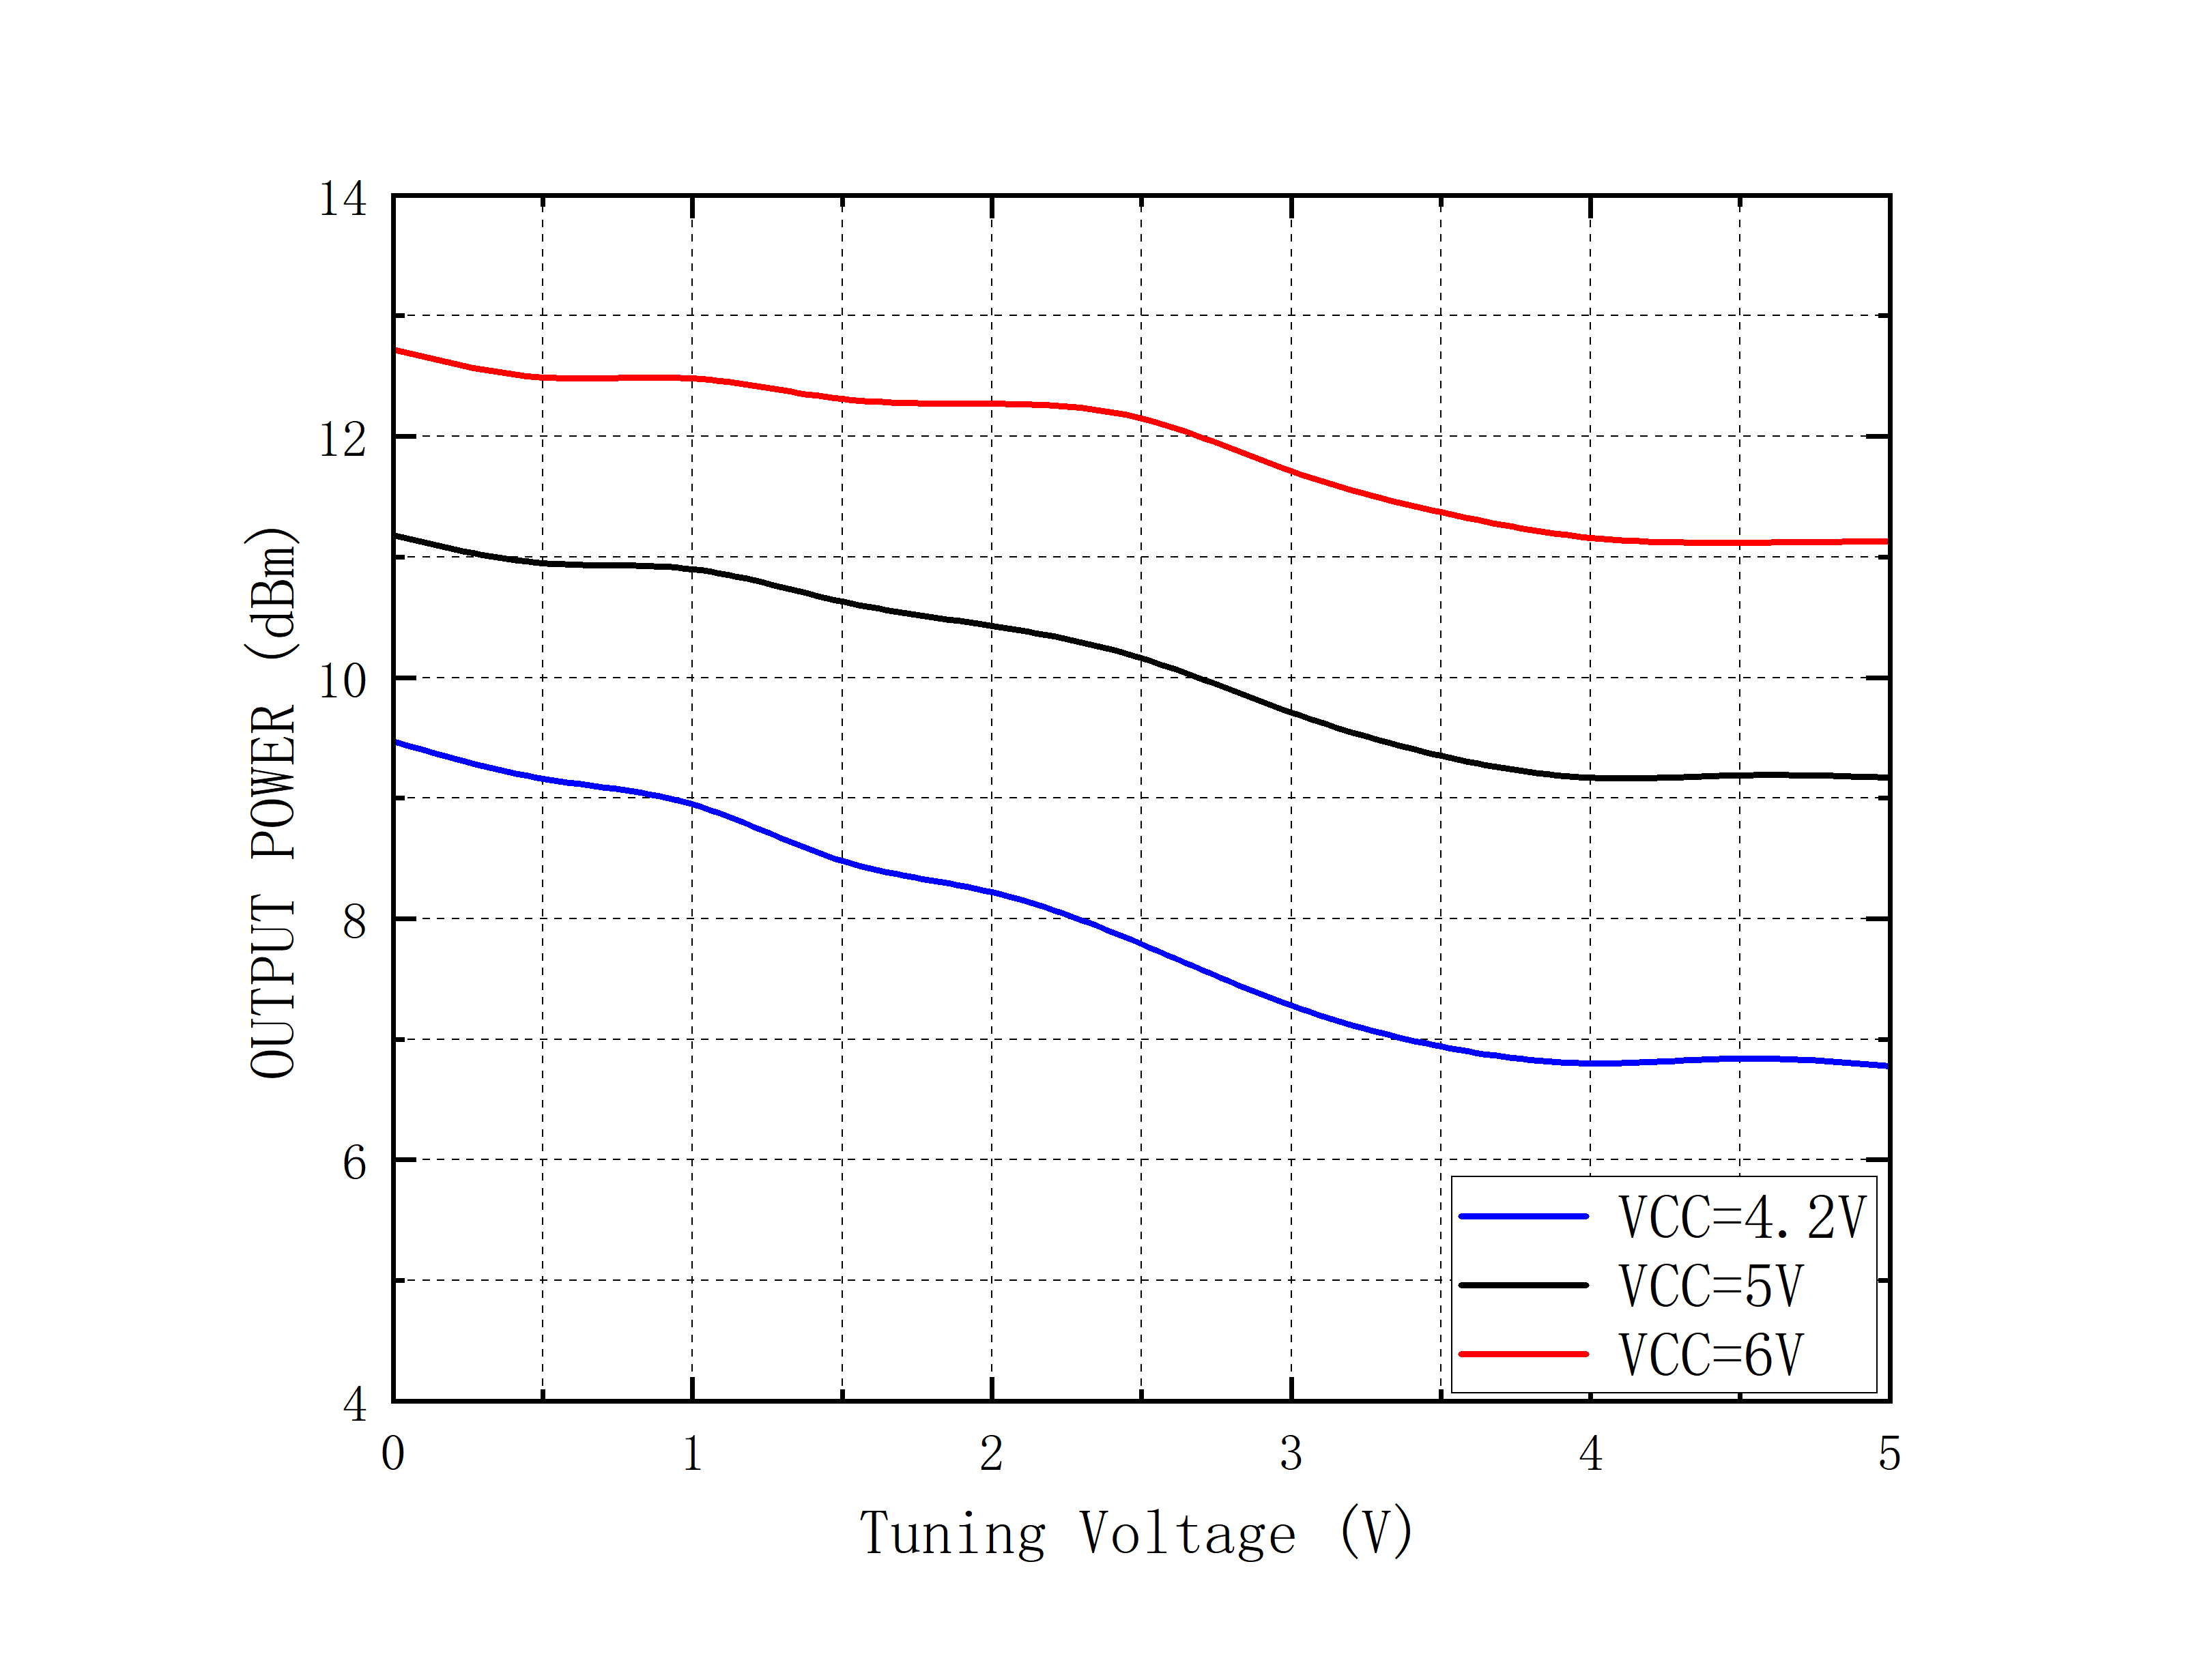 14
12
10
8
6
4
OUTPUT POWER (dBm)
0 1 2 3 4 5
Tuning Voltage (V)
VCC=4.2V
VCC=5V
VCC=6V